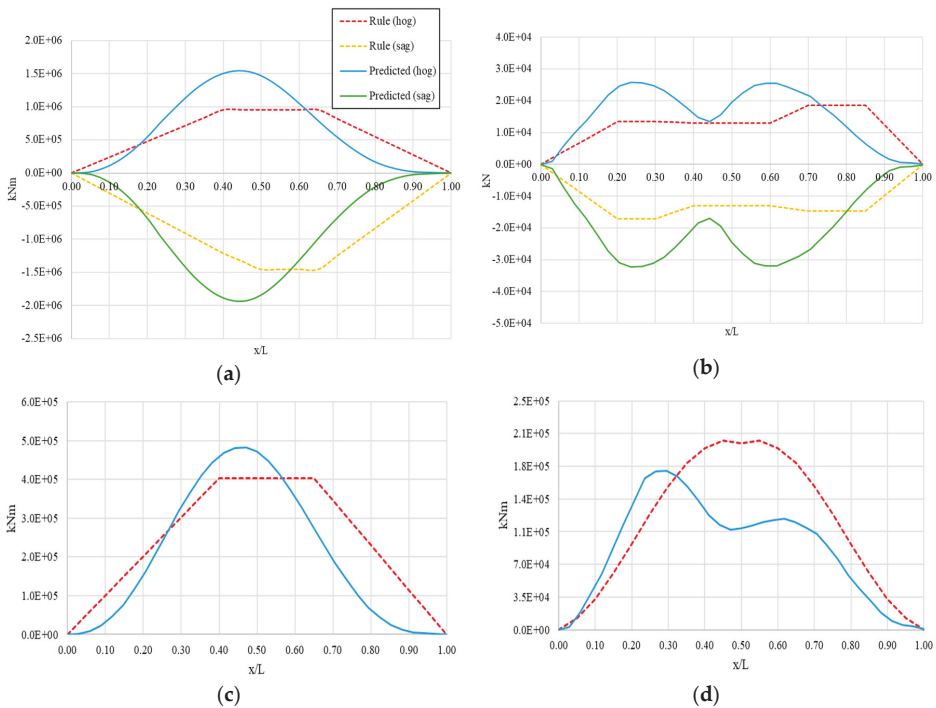 2.0E+06
1.5E+06
1.0E+06
5.0E+05
0.0E+00
-5.0E+05
-1.0E+06
-1.5E+06
-2.0E+06
-2.5E+06
kNm
0.00 0.10 0.20 0.30 0.40 0.50 0.60 0.70 0.80 0.90 1.00
x/L
Rule (hog)
Rule (sag)
Predicted (hog)
Predicted (sag)
(a)
4.0E+04
3.0E+04
2.0E+04
1.0E+04
0.0E+00
-1.0E+04
-2.0E+04
-3.0E+04
-4.0E+04
-5.0E+04
kN
0.00 0.10 0.20 0.30 0.40 0.50 0.60 0.70 0.80 0.90 1.00
x/L
(b)
6.0E+05
5.0E+05
4.0E+05
3.0E+05
2.0E+05
1.0E+05
0.0E+00
kNm
0.00 0.10 0.20 0.30 0.40 0.50 0.60 0.70 0.80 0.90 1.00
x/L
(c)
2.5E+05
2.1E+05
1.8E+05
1.4E+05
1.1E+05
7.0E+04
3.5E+04
0.0E+00
kNm
0.00 0.10 0.20 0.30 0.40 0.50 0.60 0.70 0.80 0.90 1.00
x/L
(d)